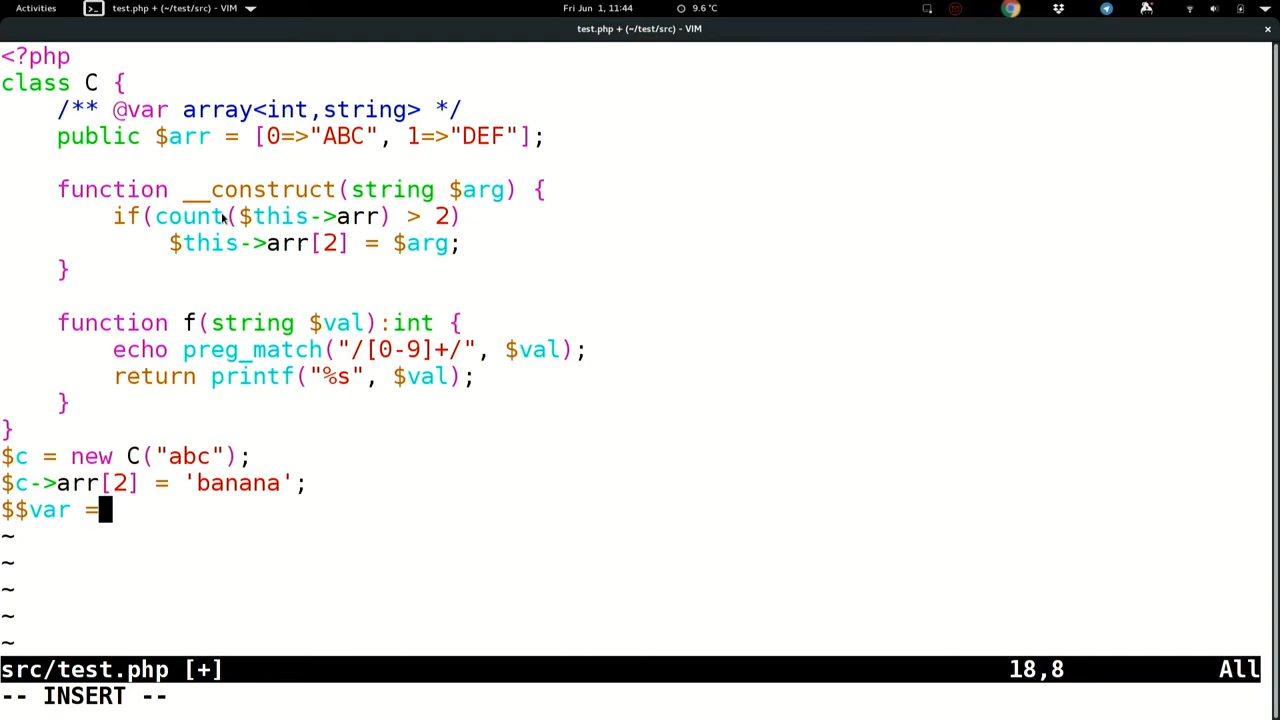 Activities test.php + (~/test/src) - VIM Fri Jun 1, 11:44 9.6 °C
test.php + (~/test/src) - VIM ×
<?php
class C {
    /** @var array<int,string> */
    public $arr = [0=>"ABC", 1=>"DEF"];

    function __construct(string $arg) {
        if(count($this->arr) > 2)
            $this->arr[2] = $arg;
    }

    function f(string $val):int {
        echo preg_match("/[0-9]+/", $val);
        return printf("%s", $val);
    }
}
$c = new C("abc");
$c->arr[2] = 'banana';
$$var =
~
~
~
~
~
src/test.php [+] 18,8 All
-- INSERT --